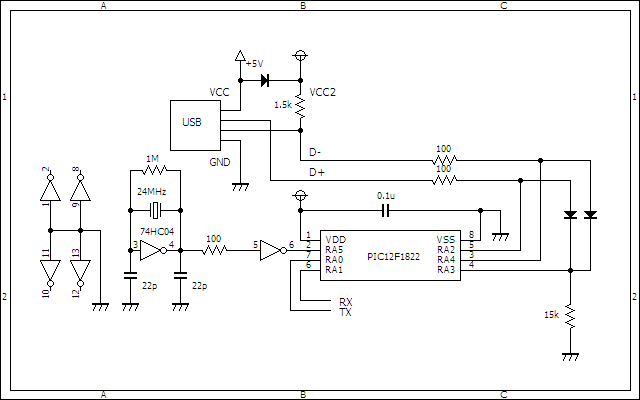 A B C
+5V
VCC VCC2
1 1
1.5k
USB
D-
GND
100
1M
D+
100
2 8
24MHz
0.1u
1 9
74HC04
1 VDD VSS 8
11 13 3 4 100 5 6 2 RA5 RA2 5
7 RA0 PIC12F1822 RA4 3
6 RA1 RA3 4
10 12 22p 22p
2 2
RX
TX
15k
A B C